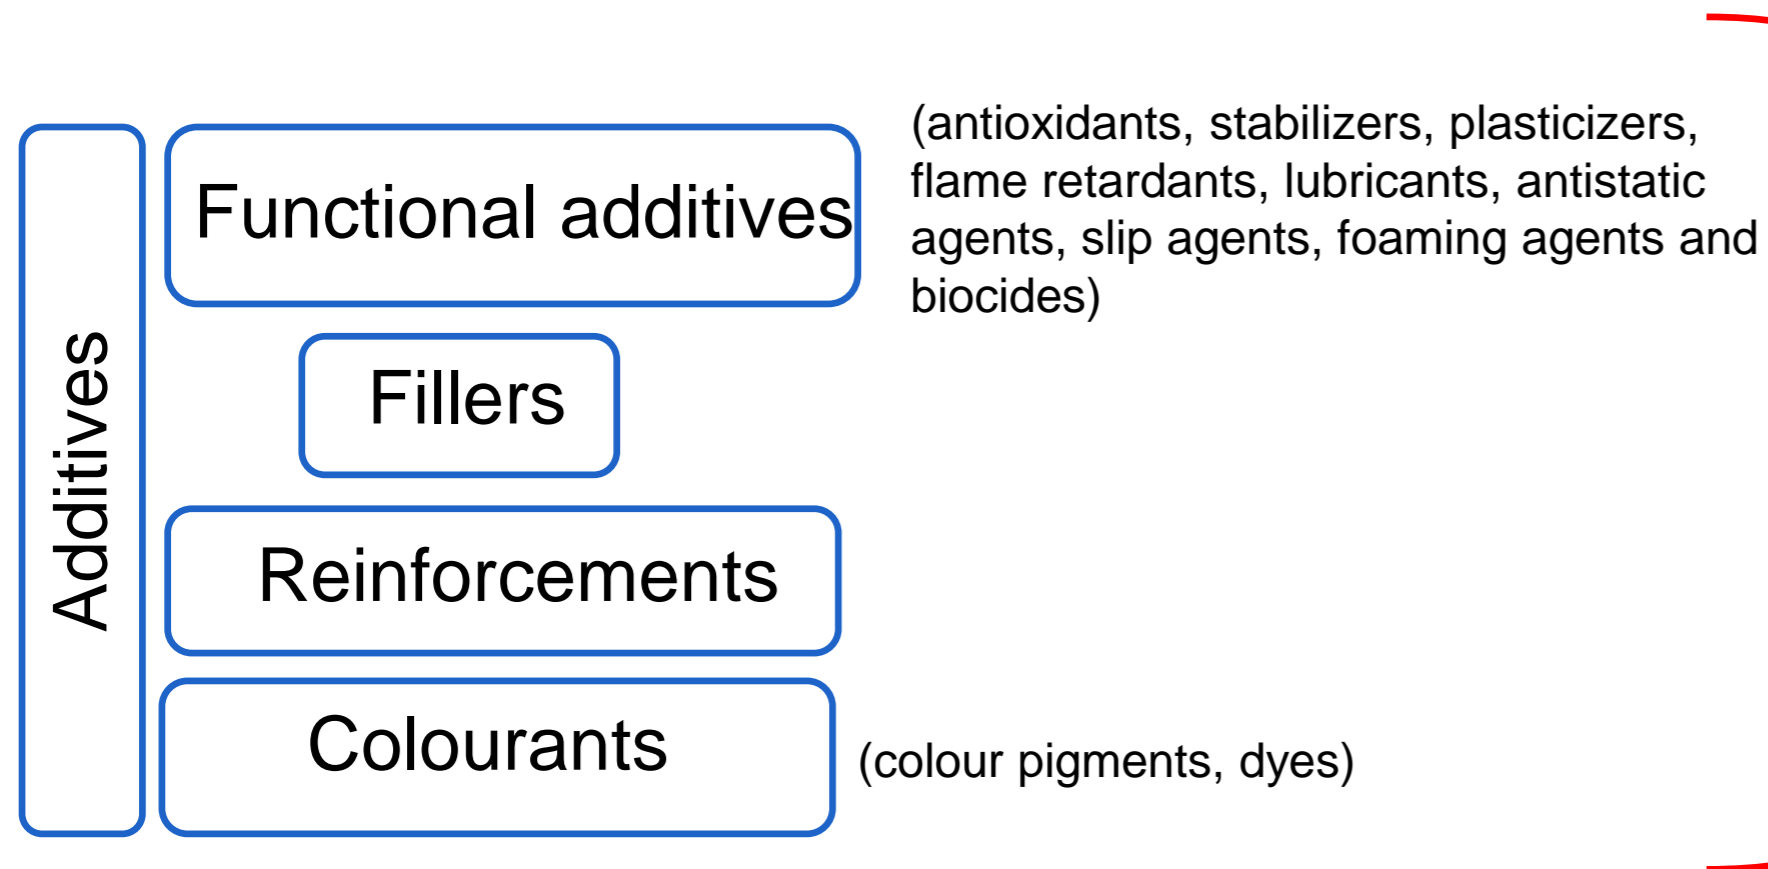 Additives
Functional additives
(antioxidants, stabilizers, plasticizers,
flame retardants, lubricants, antistatic
agents, slip agents, foaming agents and
biocides)
Fillers
Reinforcements
Colourants
(colour pigments, dyes)